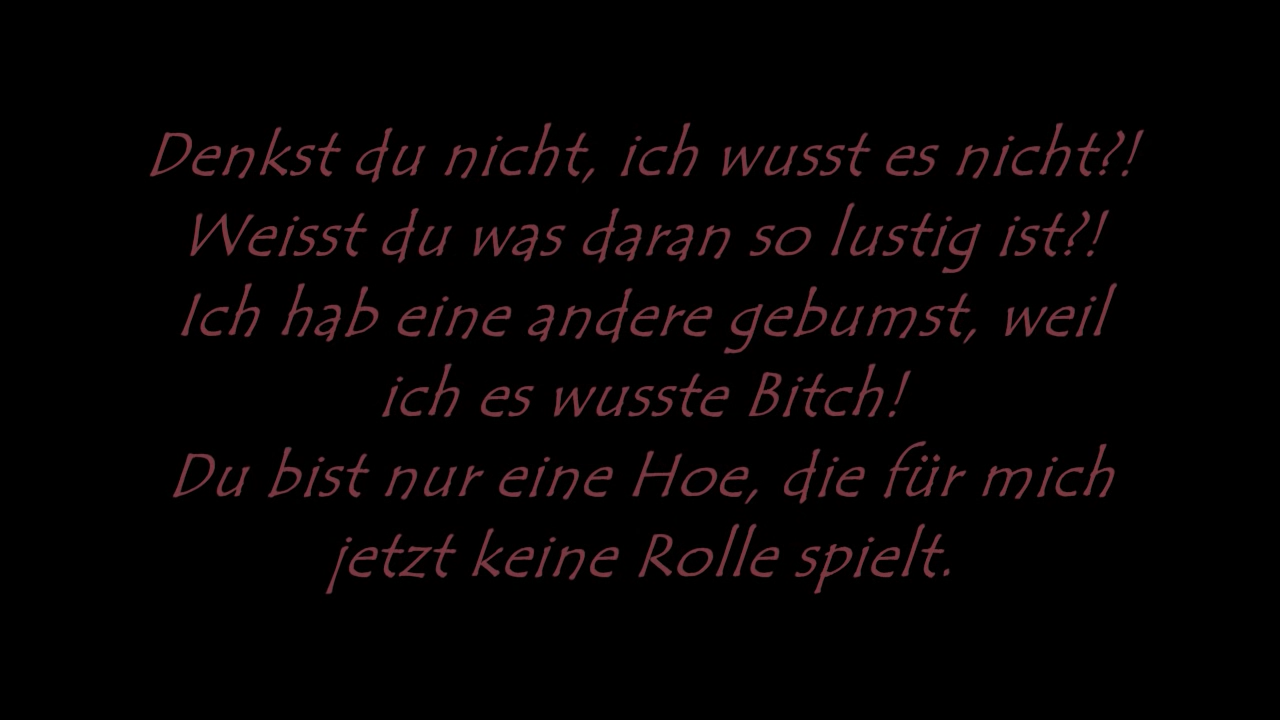 Denkst du nicht, ich wusst es nicht?!
Weisst du was daran so lustig ist?!
Ich hab eine andere gebumst, weil
ich es wusste Bitch!
Du bist nur eine Hoe, die für mich
jetzt keine Rolle spielt.